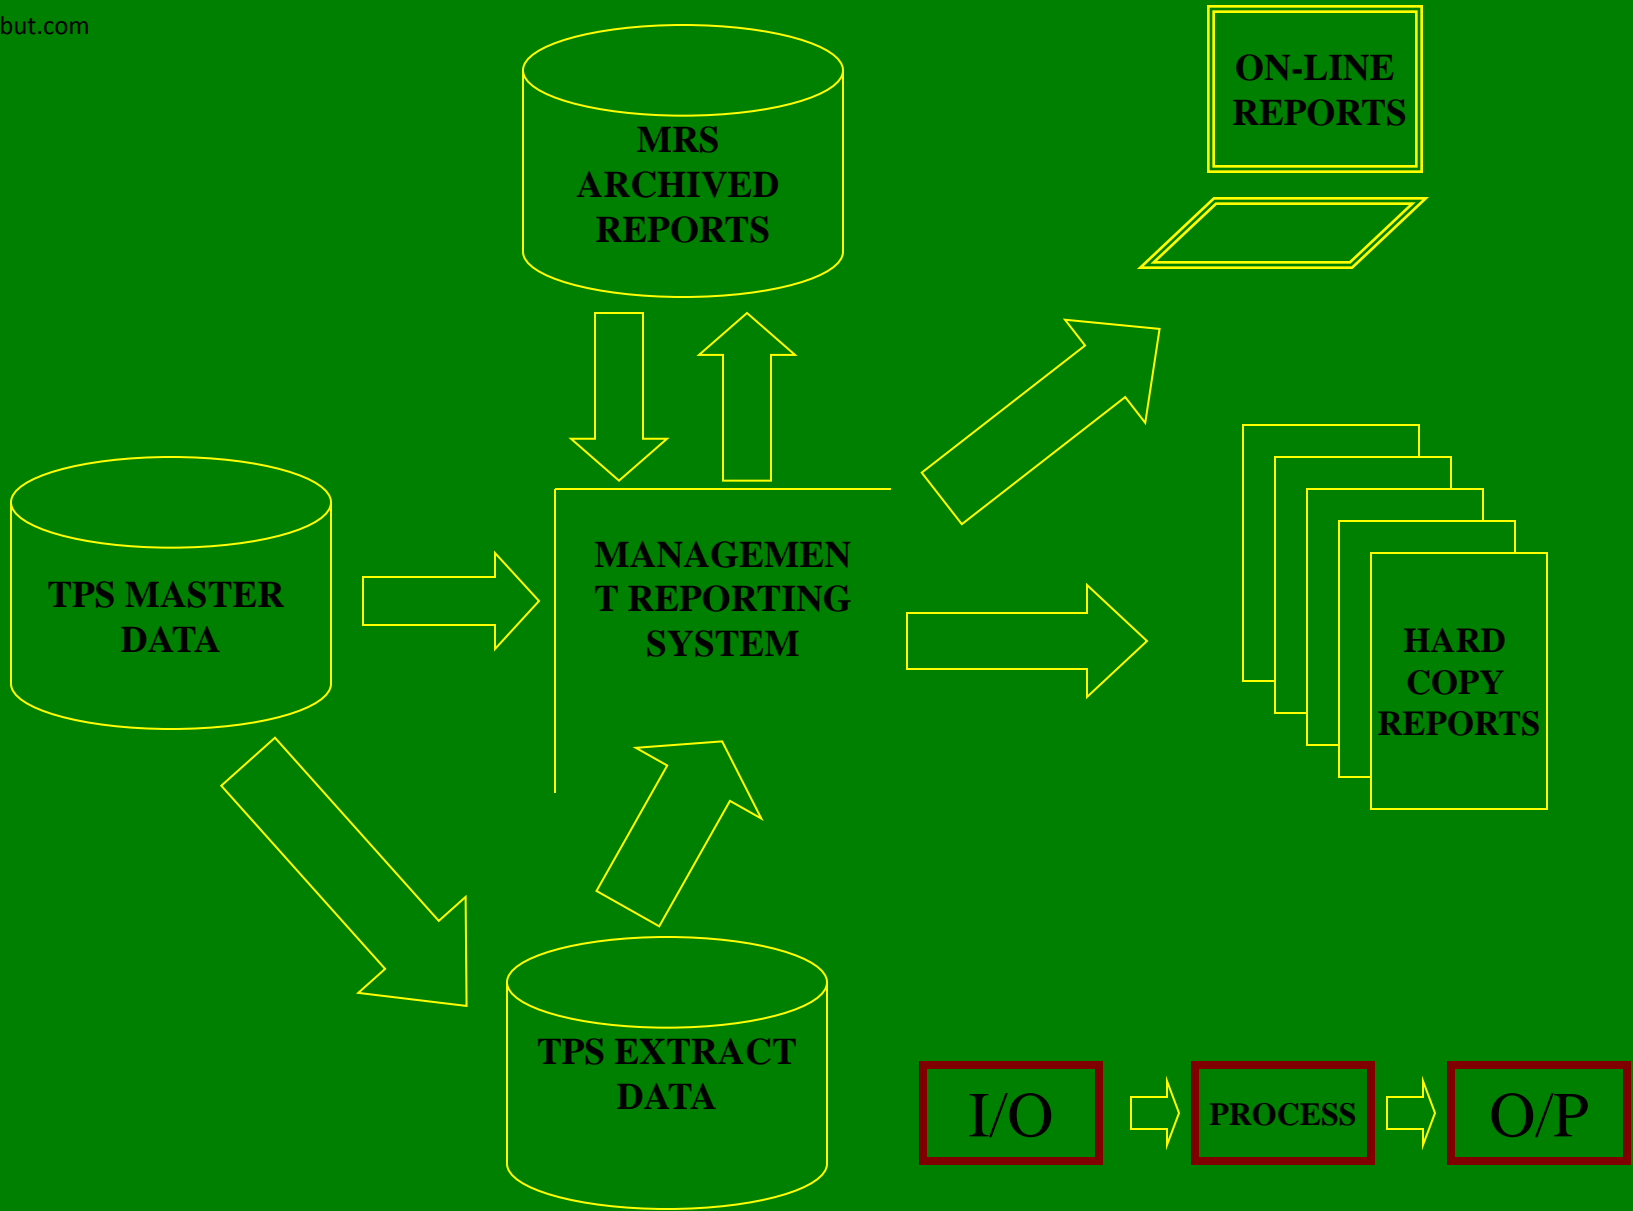 but.com
MRS
ARCHIVED
REPORTS
ON-LINE
REPORTS
TPS MASTER
DATA
MANAGEMEN
T REPORTING
SYSTEM
HARD
COPY
REPORTS
TPS EXTRACT
DATA
I/O
PROCESS
O/P